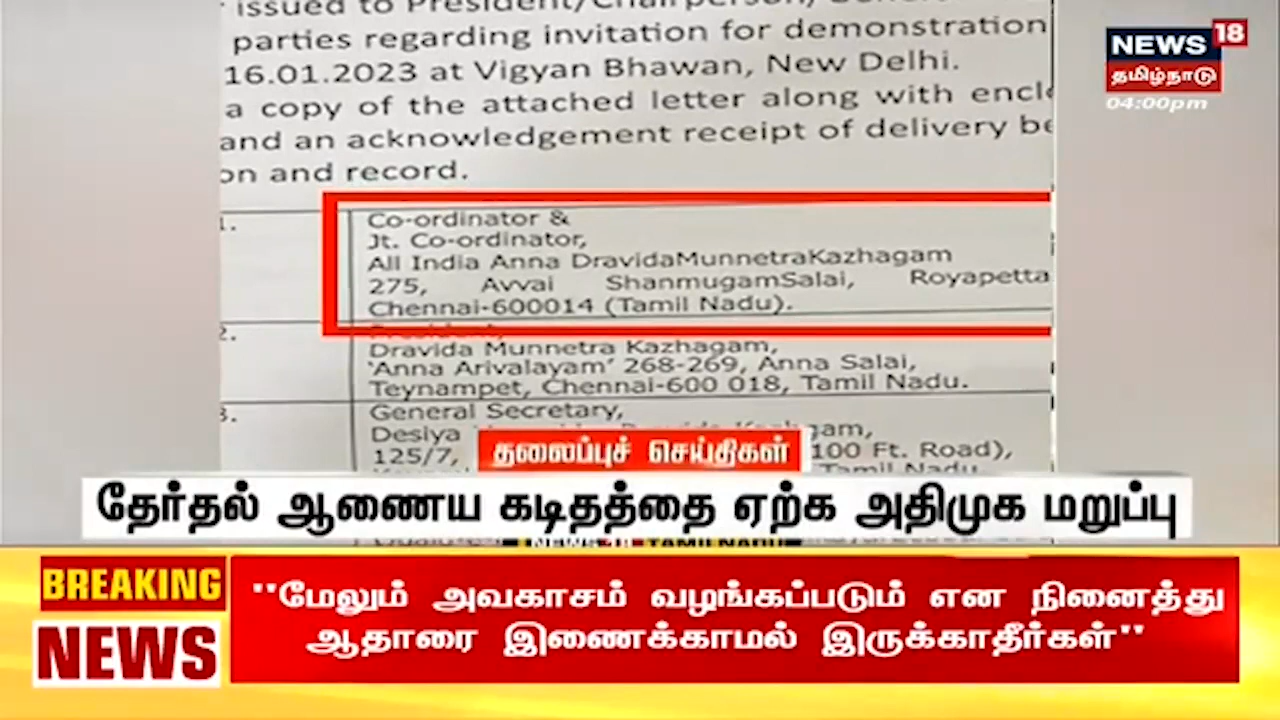 issued to President/Chairperson/
parties regarding invitation for demonstration
16.01.2023 at Vigyan Bhawan, New Delhi.
a copy of the attached letter along with
and an acknowledgement receipt of delivery
and record.
NEWS 18
தமிழ்நாடு
04:00pm
1.
Co-ordinator &
Jt. Co-ordinator,
All India Anna DravidaMunnetraKazhagam
275, Avvai ShanmugamSalai, Royapetta
Chennai-600014 (Tamil Nadu).
2.
President,
Dravida Munnetra Kazhagam,
'Anna Arivalayam' 268-269, Anna Salai,
Teynampet, Chennai-600 018, Tamil Nadu.
3.
General Secretary,
Desiya
125/7, 100 Ft. Road),
Tamil Nadu
தலைப்புச் செய்திகள்
தேர்தல் ஆணைய கடிதத்தை ஏற்க அதிமுக மறுப்பு
NEWS 18 TAMILNADU
BREAKING
NEWS
"மேலும் அவகாசம் வழங்கப்படும் என நினைத்து
ஆதாரை இணைக்காமல் இருக்காதீர்கள்"